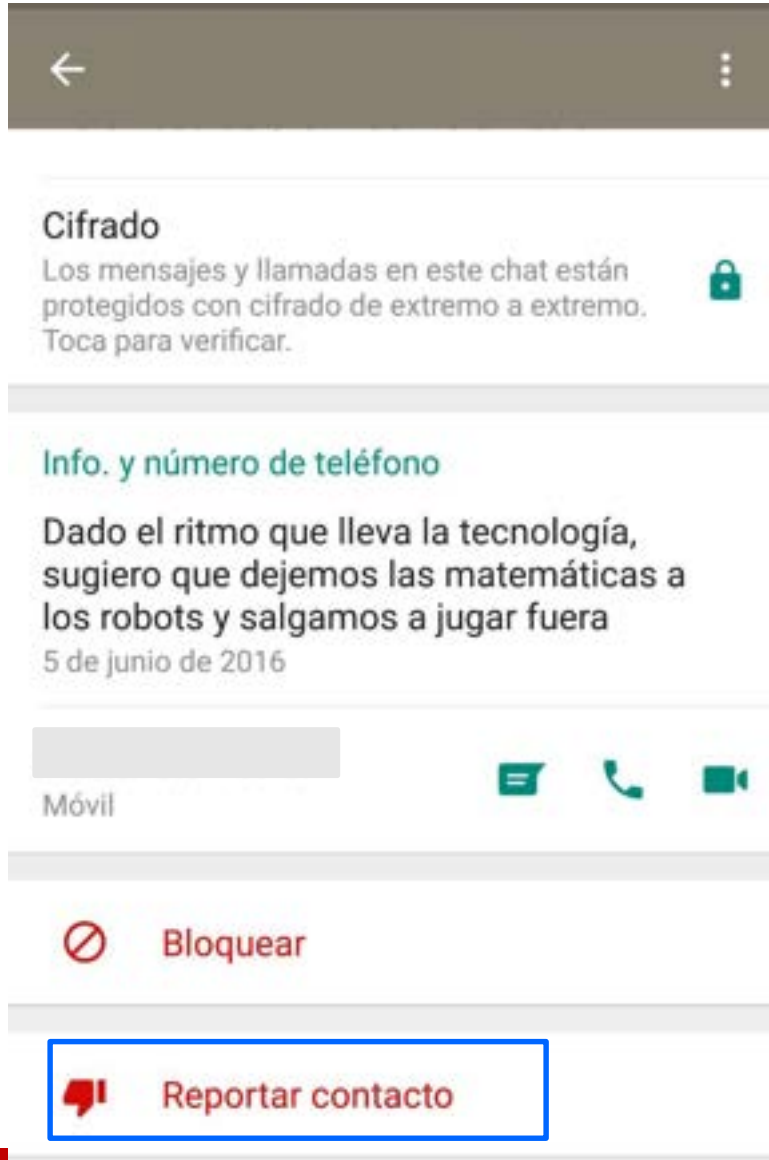 Cifrado
Los mensajes y llamadas en este chat están
protegidos con cifrado de extremo a extremo.
Toca para verificar.
Info. y número de teléfono
Dado el ritmo que lleva la tecnología,
sugiero que dejemos las matemáticas a
los robots y salgamos a jugar fuera
5 de junio de 2016
Móvil
Bloquear
Reportar contacto